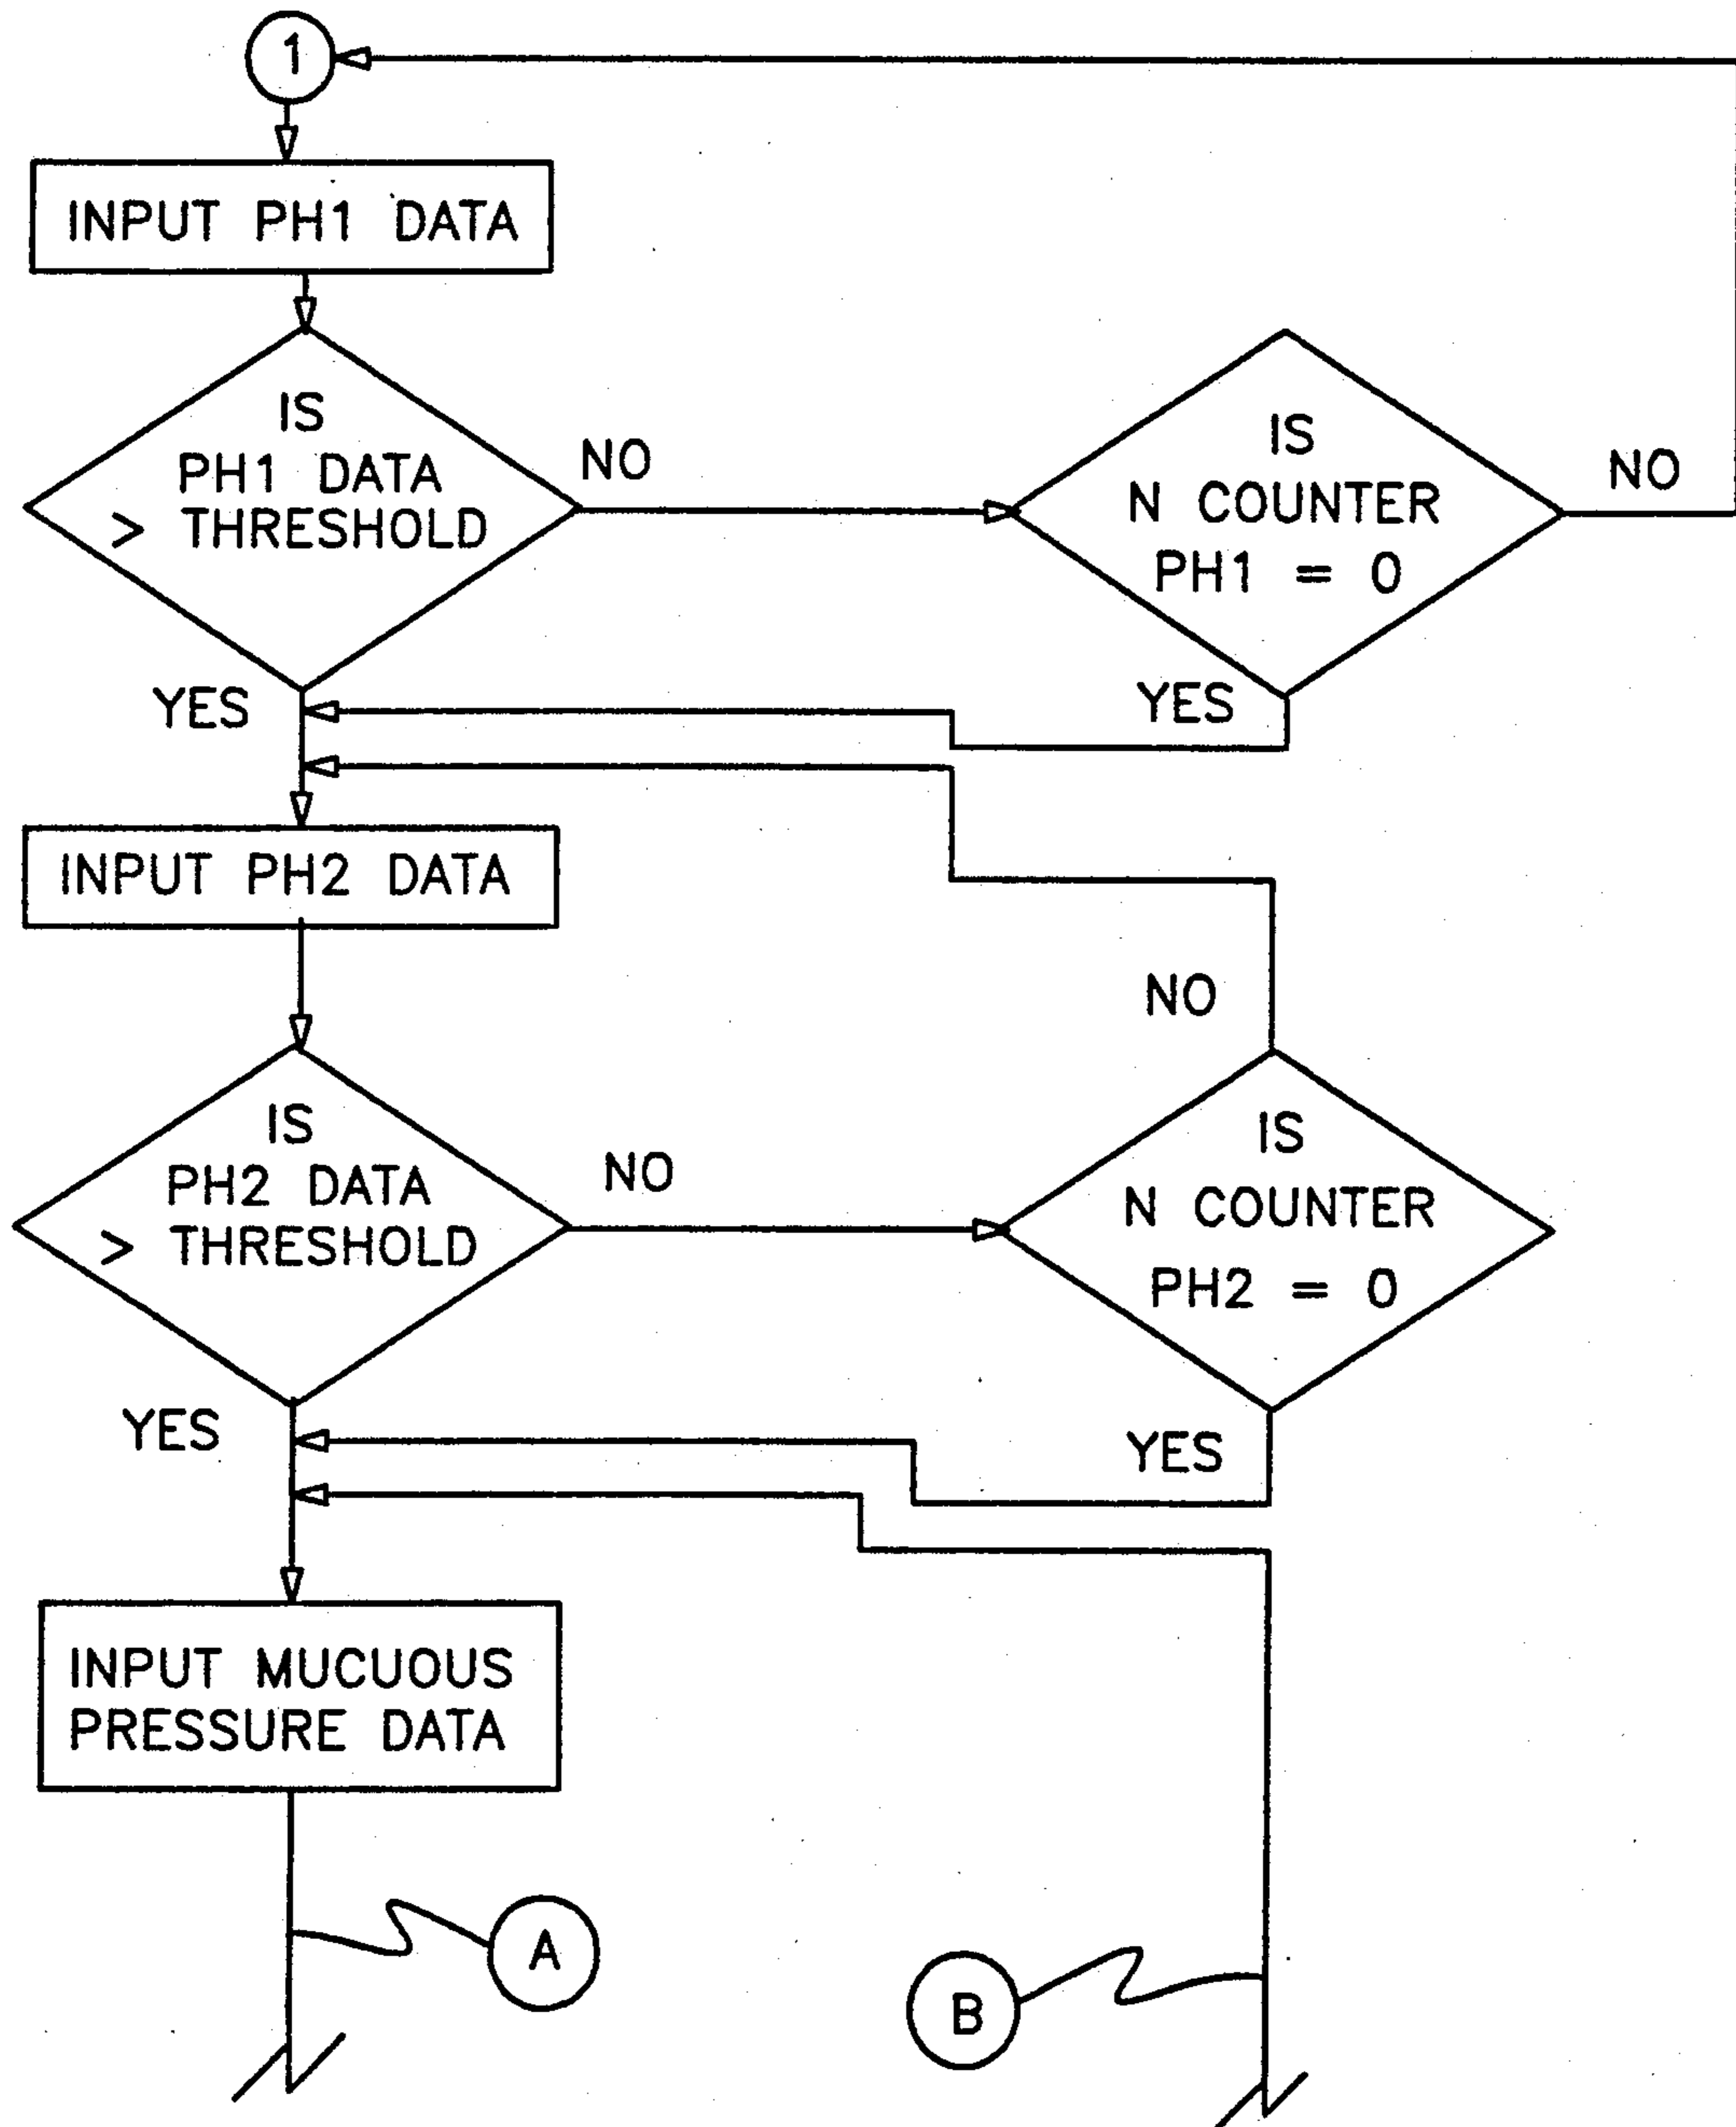 1
INPUT PH1 DATA
IS
PH1 DATA
> THRESHOLD
NO
IS
N COUNTER
PH1 = 0
NO
YES
YES
INPUT PH2 DATA
NO
IS
PH2 DATA
> THRESHOLD
NO
IS
N COUNTER
PH2 = 0
YES
YES
INPUT MUCUOUS
PRESSURE DATA
A
B